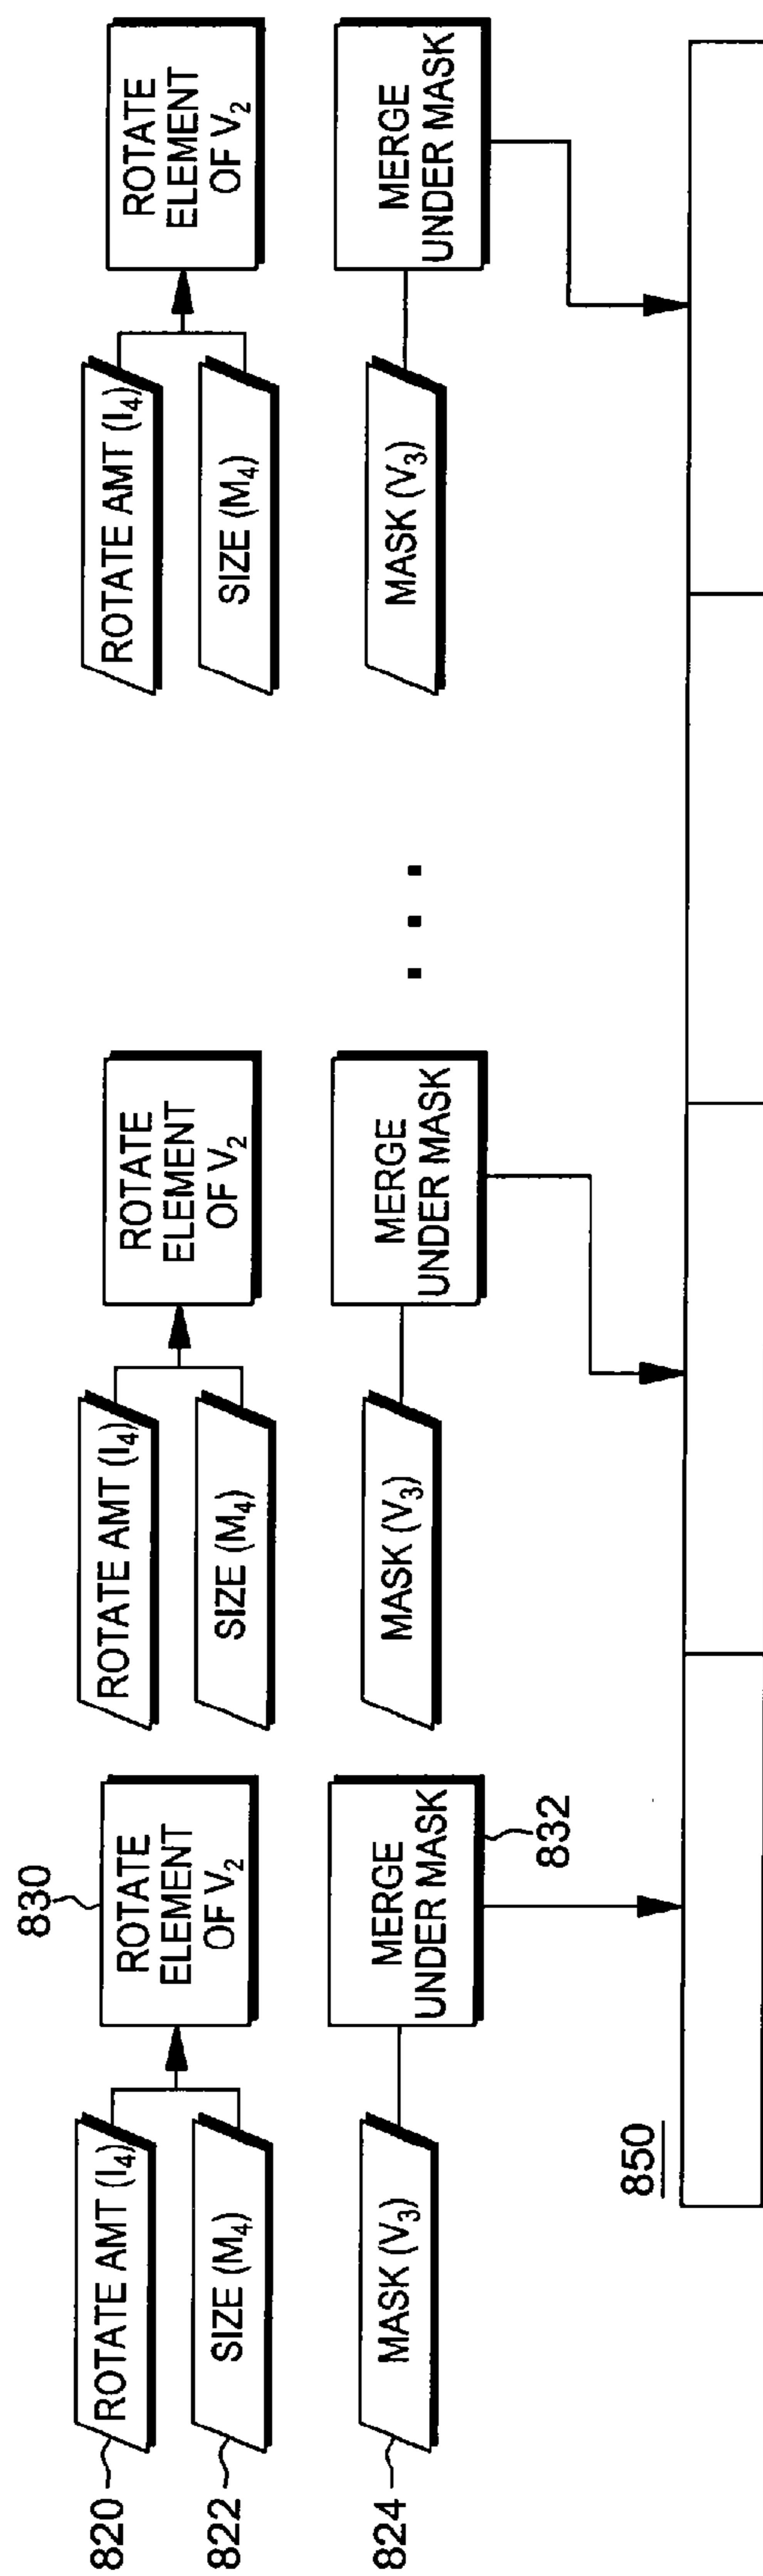 820
ROTATE AMT (I4)
822
SIZE (M4)
830
ROTATE
ELEMENT
OF V2
824
MASK (V3)
MERGE
UNDER MASK
832
ROTATE AMT (I4)
SIZE (M4)
ROTATE
ELEMENT
OF V2
MASK (V3)
MERGE
UNDER MASK
. . .
ROTATE AMT (I4)
SIZE (M4)
ROTATE
ELEMENT
OF V2
MASK (V3)
MERGE
UNDER MASK
850